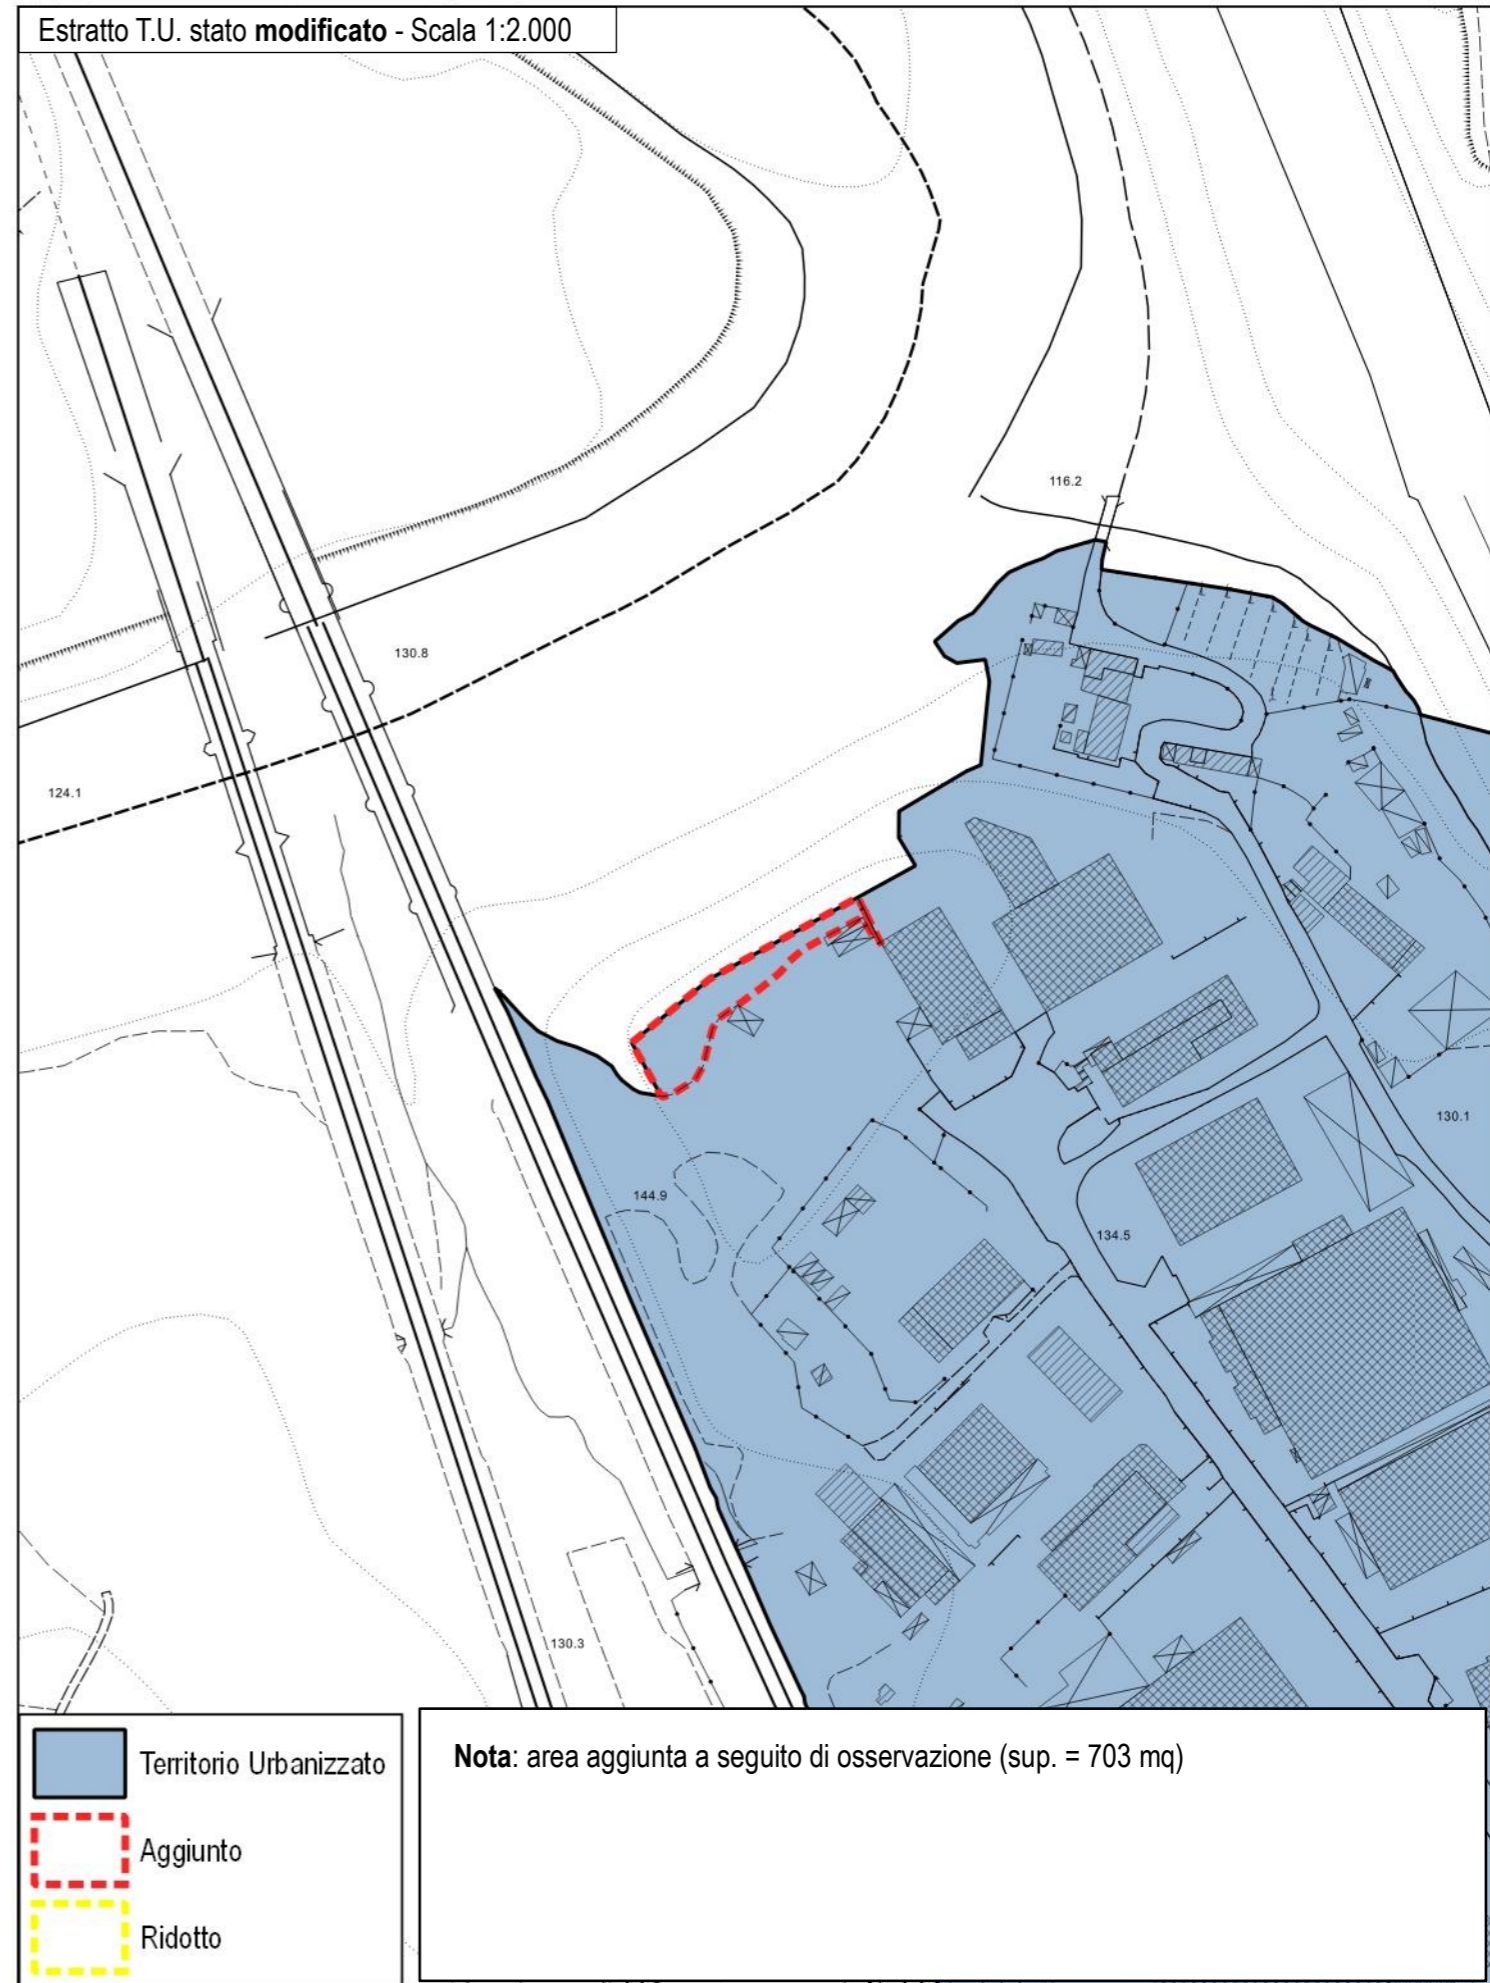 Estratto T.U. stato modificato - Scala 1:2.000
116.2
130.8
124.1
130.1
144.9
134.5
130.3
Territorio Urbanizzato
Aggiunto
Ridotto
Nota: area aggiunta a seguito di osservazione (sup. = 703 mq)